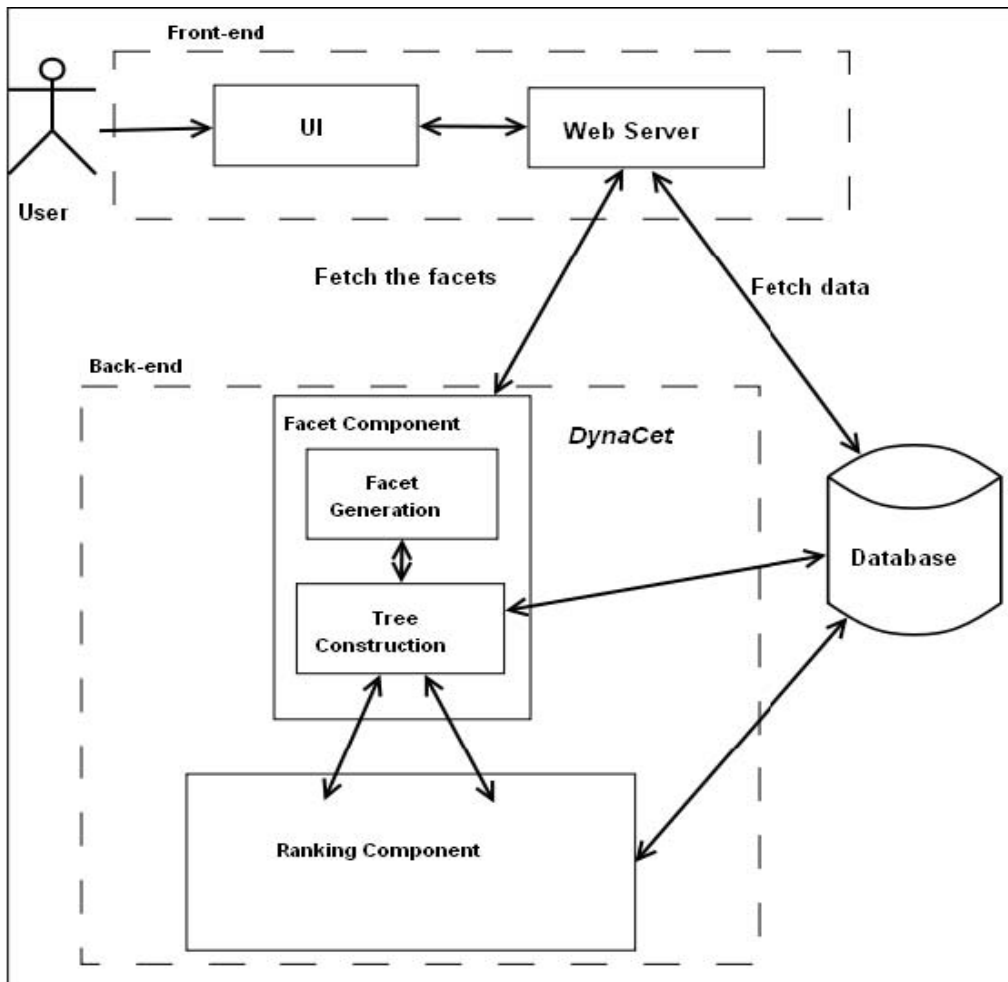 Front-end
UI
Web Server
User
Fetch the facets
Fetch data
Back-end
Facet Component
DynaCet
Facet
Generation
Database
Tree
Construction
Ranking Component